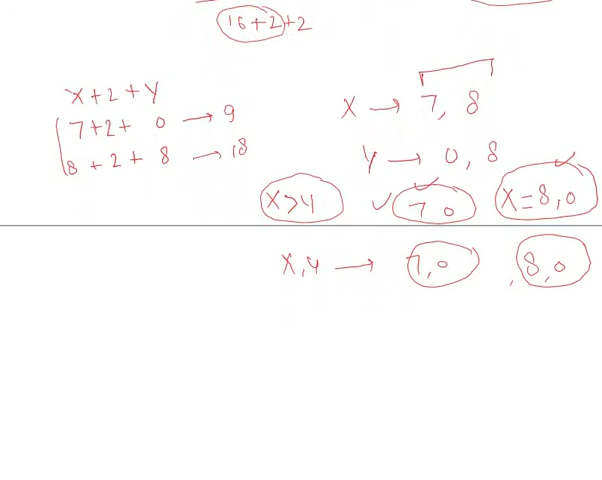 16+2+2
X+2+Y
7+2+ 0 → 9
8+2+8 → 18
X → 7, 8
Y → 0, 8
X>Y ✓ 7 0 ✓ X=8,0 ✓
X,Y → 7,0 , 8,0